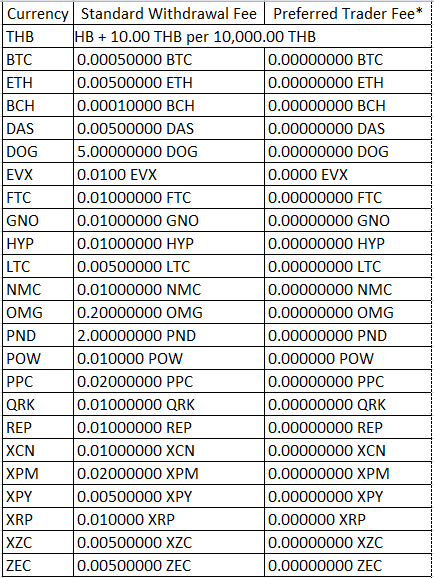 Currency Standard Withdrawal Fee Preferred Trader Fee*
THB HB + 10.00 THB per 10,000.00 THB
BTC 0.00050000 BTC 0.00000000 BTC
ETH 0.00500000 ETH 0.00000000 ETH
BCH 0.00010000 BCH 0.00000000 BCH
DAS 0.00500000 DAS 0.00000000 DAS
DOG 5.00000000 DOG 0.00000000 DOG
EVX 0.0100 EVX 0.0000 EVX
FTC 0.01000000 FTC 0.00000000 FTC
GNO 0.01000000 GNO 0.00000000 GNO
HYP 0.01000000 HYP 0.00000000 HYP
LTC 0.00500000 LTC 0.00000000 LTC
NMC 0.01000000 NMC 0.00000000 NMC
OMG 0.20000000 OMG 0.00000000 OMG
PND 2.00000000 PND 0.00000000 PND
POW 0.010000 POW 0.000000 POW
PPC 0.02000000 PPC 0.00000000 PPC
QRK 0.01000000 QRK 0.00000000 QRK
REP 0.01000000 REP 0.00000000 REP
XCN 0.01000000 XCN 0.00000000 XCN
XPM 0.02000000 XPM 0.00000000 XPM
XPY 0.00500000 XPY 0.00000000 XPY
XRP 0.010000 XRP 0.000000 XRP
XZC 0.00500000 XZC 0.00000000 XZC
ZEC 0.00500000 ZEC 0.00000000 ZEC